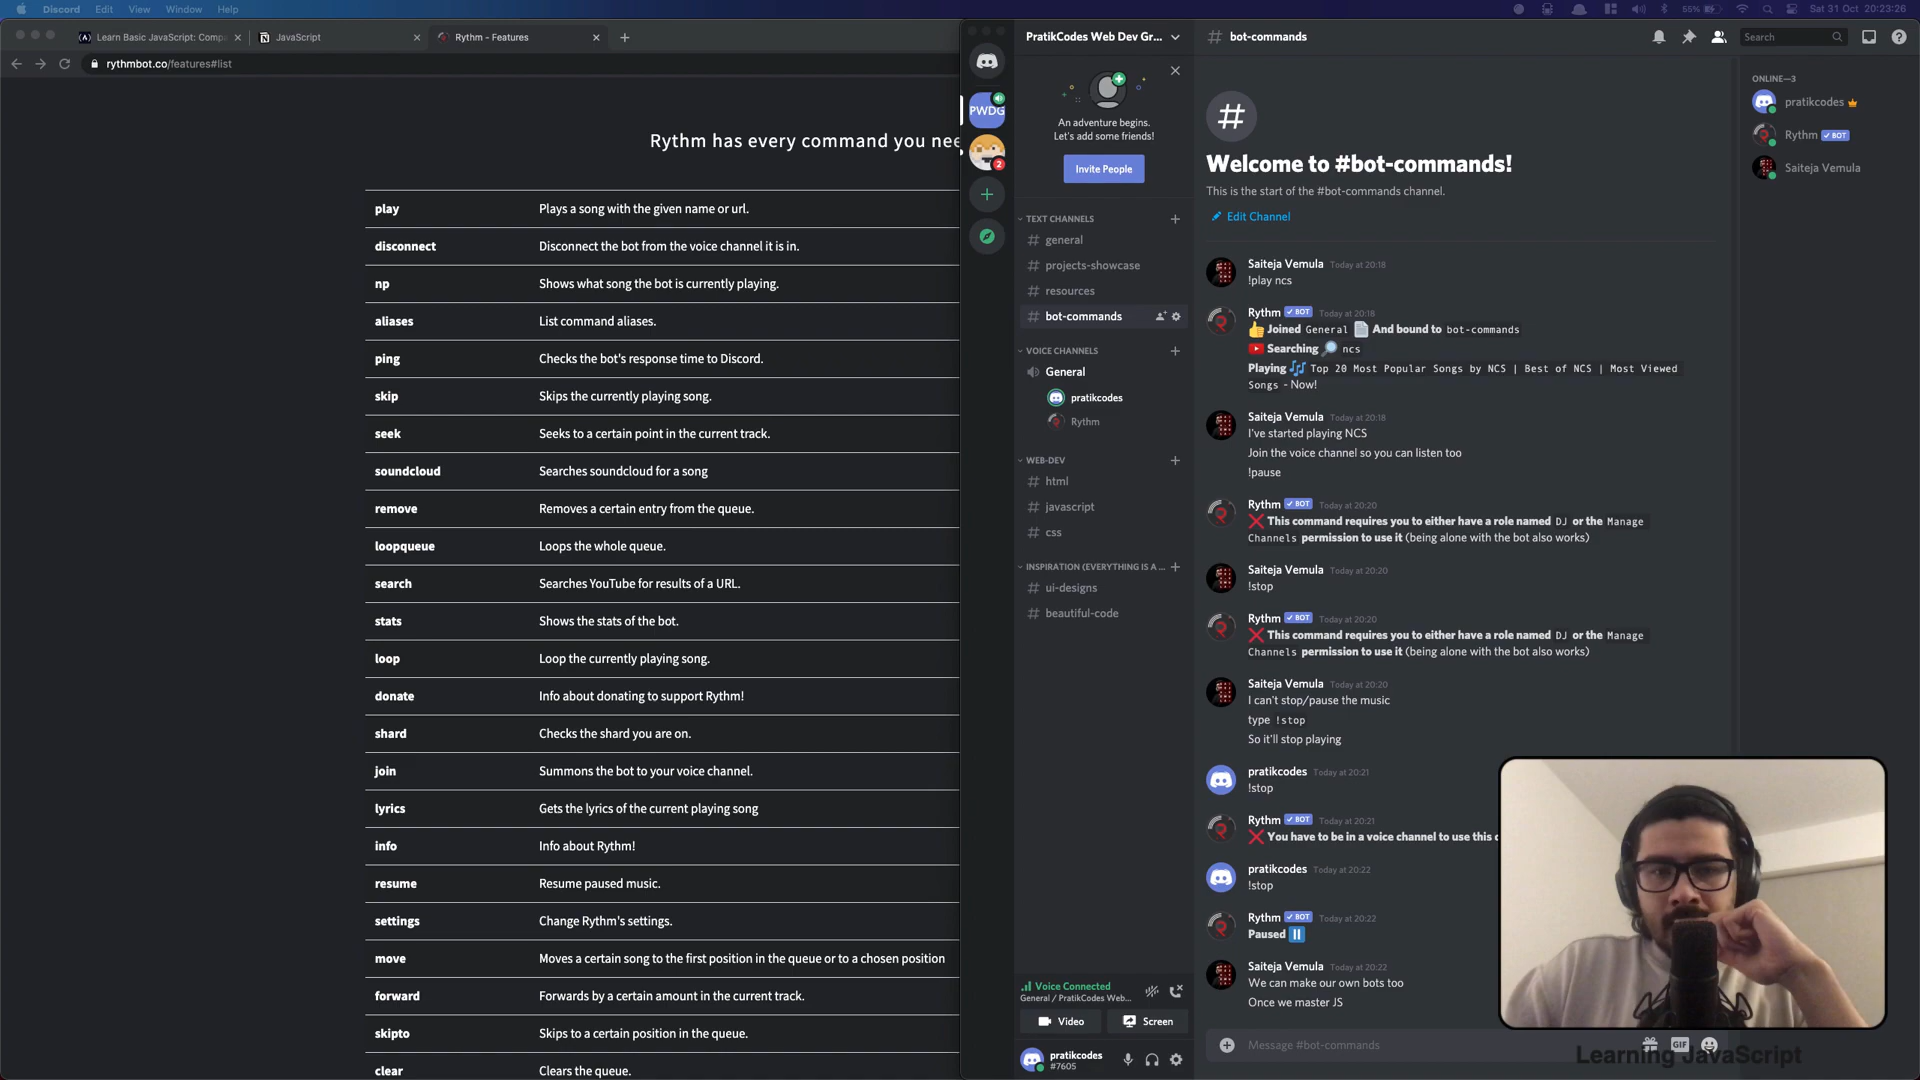 Discord Edit View Window Help
55% Sat 31 Oct 20:23:26
Learn Basic JavaScript: Comp
JavaScript
Rythm - Features
rythmbot.co/features#list
Rythm has every command you nee
play Plays a song with the given name or url.
disconnect Disconnect the bot from the voice channel it is in.
np Shows what song the bot is currently playing.
aliases List command aliases.
ping Checks the bot's response time to Discord.
skip Skips the currently playing song.
seek Seeks to a certain point in the current track.
soundcloud Searches soundcloud for a song
remove Removes a certain entry from the queue.
loopqueue Loops the whole queue.
search Searches YouTube for results of a URL.
stats Shows the stats of the bot.
loop Loop the currently playing song.
donate Info about donating to support Rythm!
shard Checks the shard you are on.
join Summons the bot to your voice channel.
lyrics Gets the lyrics of the current playing song
info Info about Rythm!
resume Resume paused music.
settings Change Rythm's settings.
move Moves a certain song to the first position in the queue or to a chosen position
forward Forwards by a certain amount in the current track.
skipto Skips to a certain position in the queue.
clear Clears the queue.
PWDG
2
PratikCodes Web Dev Gr...
An adventure begins.
Let's add some friends!
Invite People
TEXT CHANNELS
general
projects-showcase
resources
bot-commands
VOICE CHANNELS
General
pratikcodes
Rythm
WEB-DEV
html
javascript
css
INSPIRATION (EVERYTHING IS A ...
ui-designs
beautiful-code
Voice Connected
General / PratikCodes Web...
Video Screen
pratikcodes
#7605
# bot-commands
Search
#
Welcome to #bot-commands!
This is the start of the #bot-commands channel.
Edit Channel
Saiteja Vemula Today at 20:18
!play ncs
Rythm BOT Today at 20:18
Joined General And bound to bot-commands
Searching ncs
Playing Top 20 Most Popular Songs by NCS | Best of NCS | Most Viewed
Songs - Now!
Saiteja Vemula Today at 20:18
I've started playing NCS
Join the voice channel so you can listen too
!pause
Rythm BOT Today at 20:20
This command requires you to either have a role named DJ or the Manage
Channels permission to use it (being alone with the bot also works)
Saiteja Vemula Today at 20:20
!stop
Rythm BOT Today at 20:20
This command requires you to either have a role named DJ or the Manage
Channels permission to use it (being alone with the bot also works)
Saiteja Vemula Today at 20:20
I can't stop/pause the music
type !stop
So it'll stop playing
pratikcodes Today at 20:21
!stop
Rythm BOT Today at 20:21
You have to be in a voice channel to use this c
pratikcodes Today at 20:22
!stop
Rythm BOT Today at 20:22
Paused
Saiteja Vemula Today at 20:22
We can make our own bots too
Once we master JS
Message #bot-commands
GIF
Learning JavaScript
ONLINE—3
pratikcodes
Rythm BOT
Saiteja Vemula